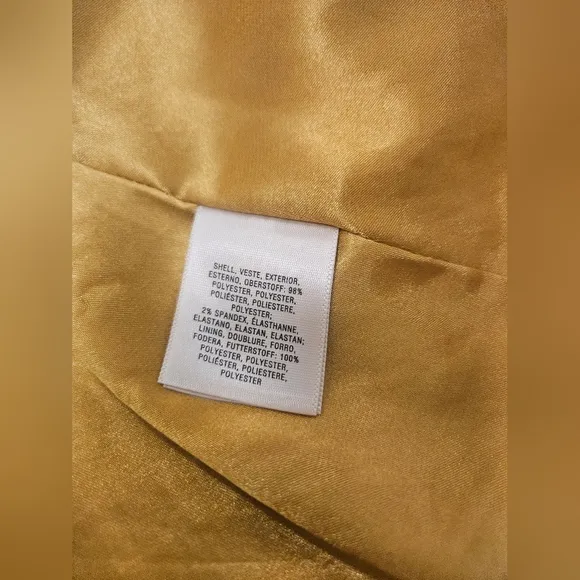 SHELL, VESTE, EXTERIOR,
ESTERNO, OBERSTOFF: 98%
POLYESTER, POLYESTER,
POLIÉSTER, POLIESTERE,
POLYESTER;
2% SPANDEX, ÉLASTHANNE,
ELASTANO, ELASTAN, ELASTAN;
LINING, DOUBLURE, FORRO,
FODERA, FUTTERSTOFF: 100%
POLYESTER, POLYESTER,
POLIÉSTER, POLIESTERE,
POLYESTER